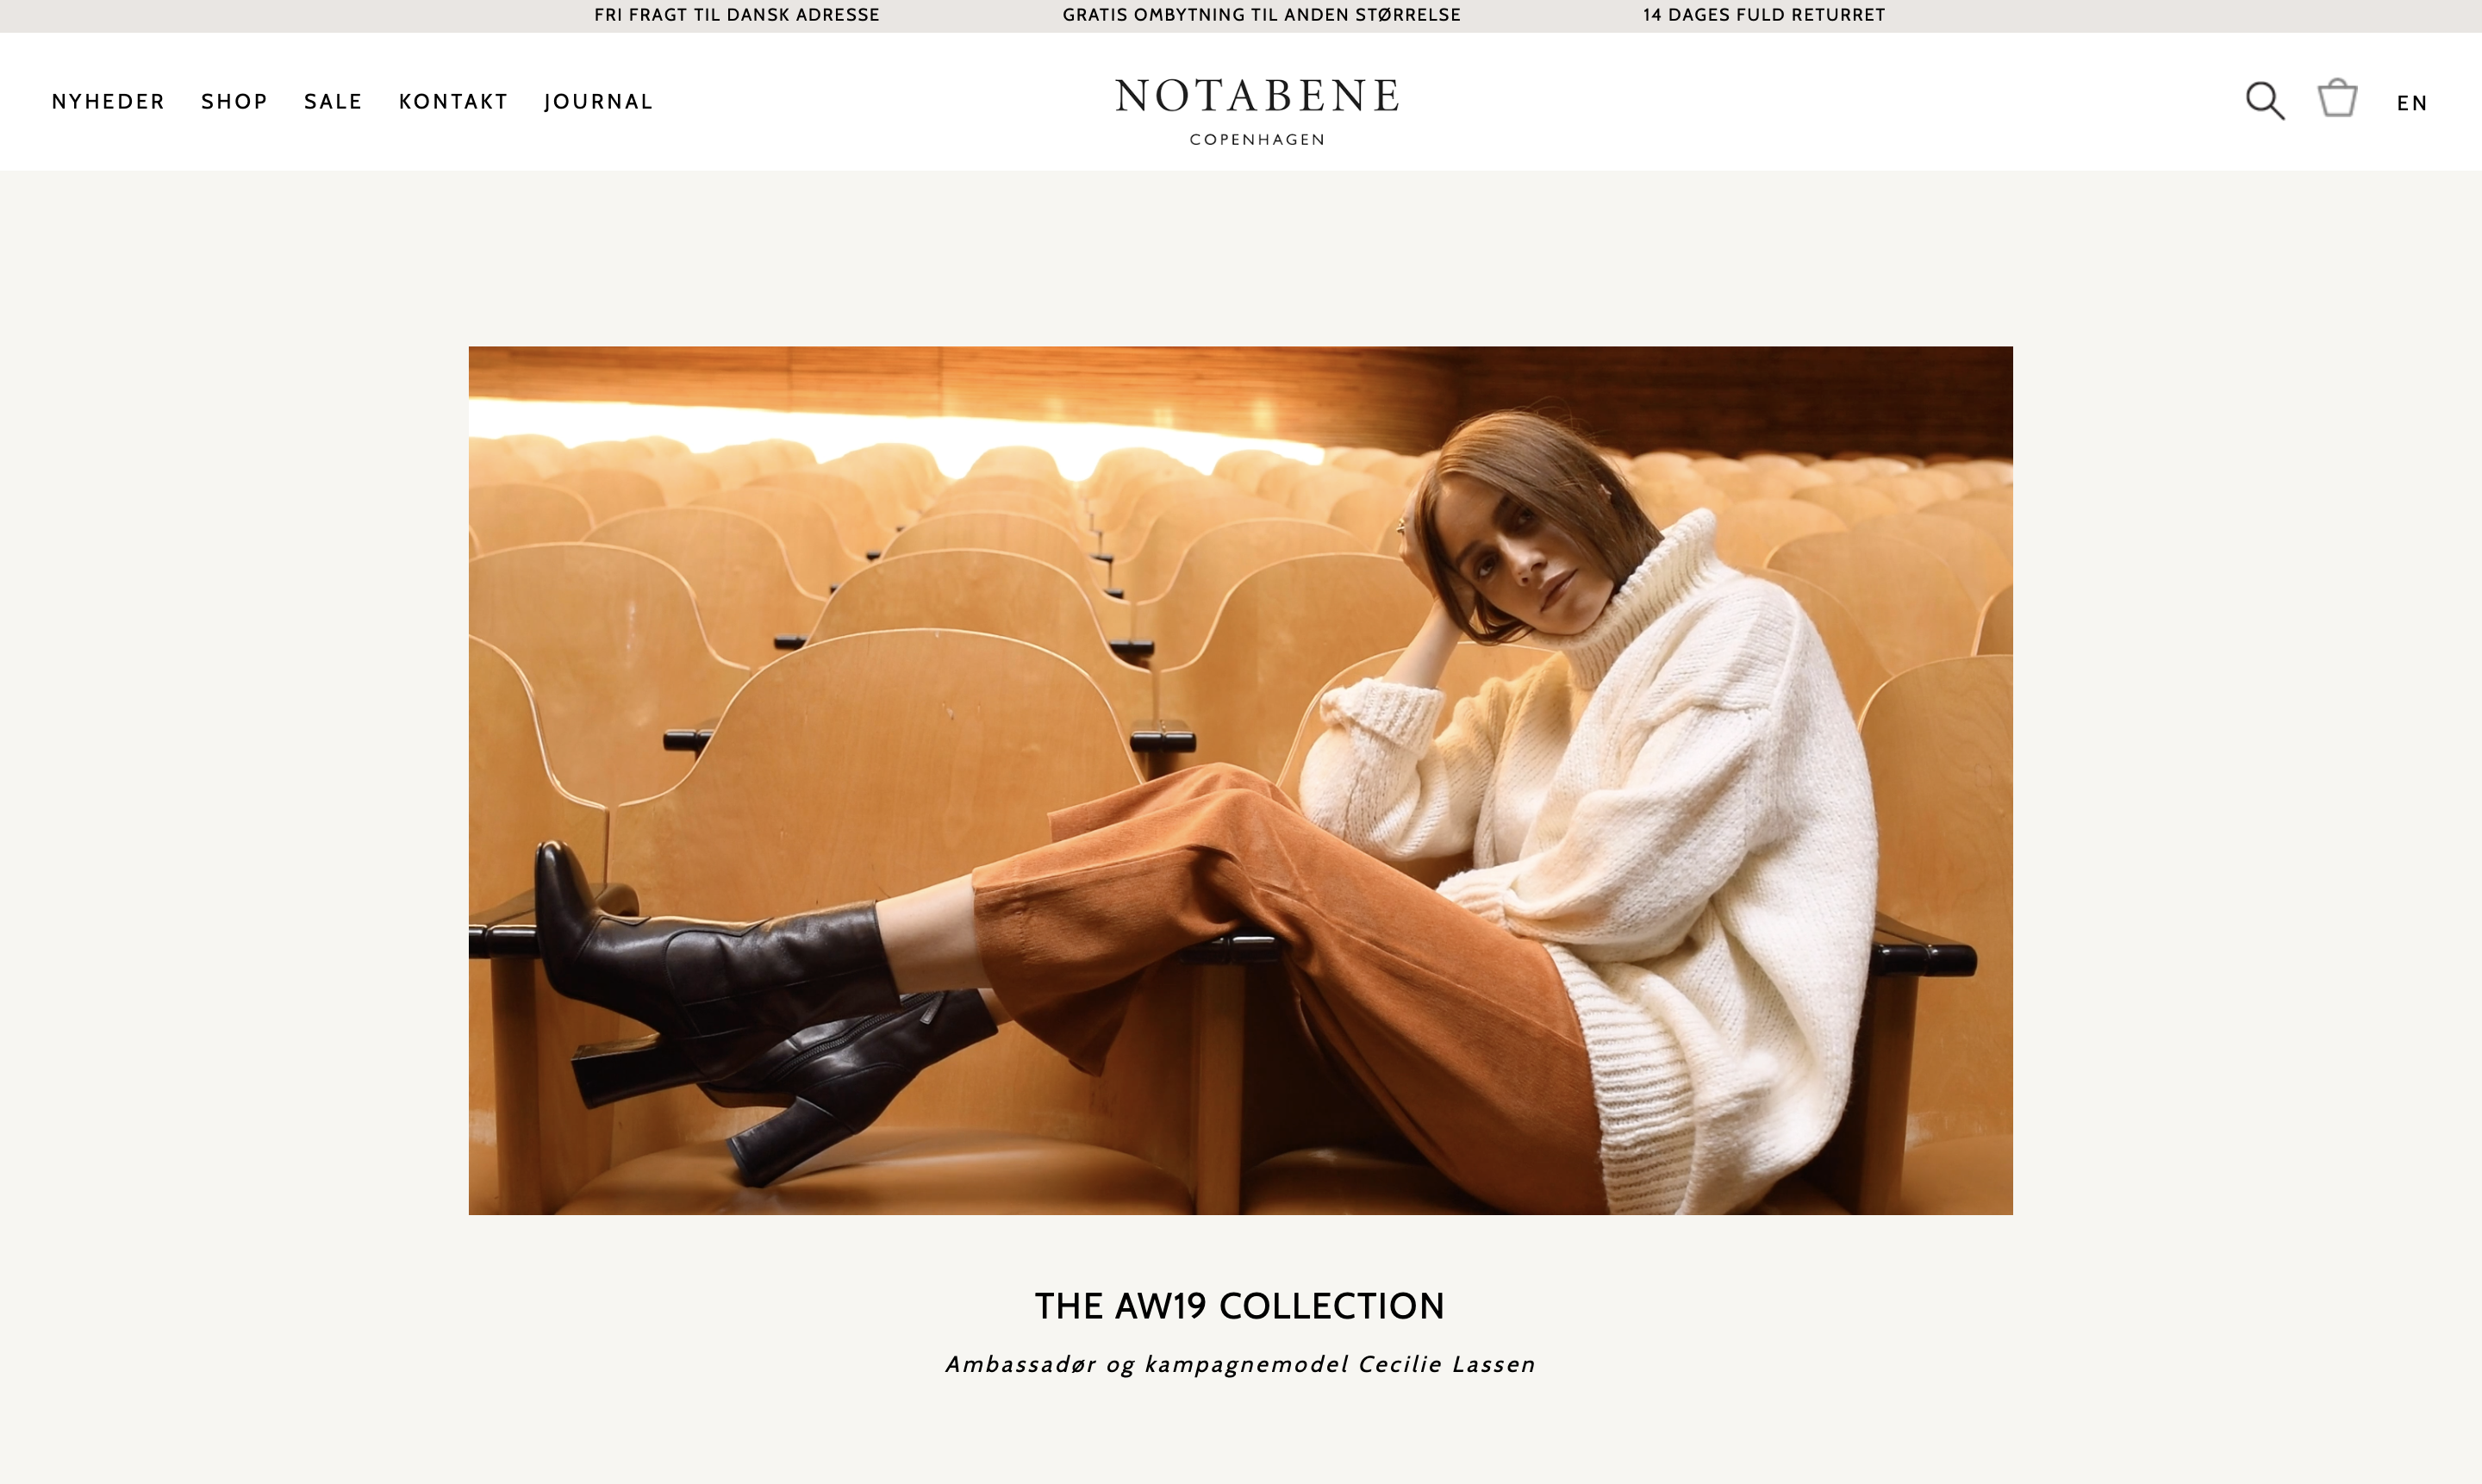 FRI FRAGT TIL DANSK ADRESSE
GRATIS OMBYTNING TIL ANDEN STØRRELSE
14 DAGES FULD RETURRET
NYHEDER
SHOP
SALE
KONTAKT
JOURNAL
NOTABENE
COPENHAGEN
EN
THE AW19 COLLECTION
Ambassadør og kampagnemodel Cecilie Lassen